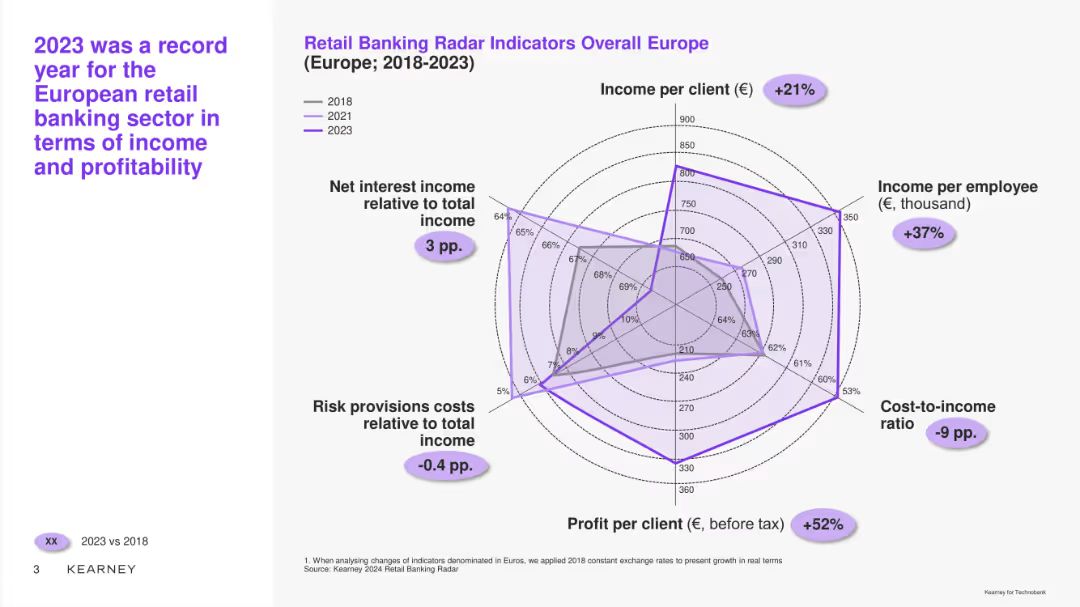 2023 was a record
year for the
European retail
banking sector in
terms of income
and profitability
Retail Banking Radar Indicators Overall Europe
(Europe; 2018-2023)
2018
2021
2023
Income per client (€)
+21%
Income per employee
(€, thousand)
+37%
Cost-to-income
ratio
-9 pp.
Profit per client (€, before tax)
+52%
Risk provisions costs
relative to total
income
-0.4 pp.
Net interest income
relative to total
income
3 pp.
900
850
800
750
700
650
350
330
310
290
270
250
53%
60%
61%
62%
63%
64%
210
240
270
300
330
360
5%
6%
7%
8%
9%
10%
64%
65%
66%
67%
68%
69%
XX 2023 vs 2018
3 KEARNEY
1. When analysing changes of indicators denominated in Euros, we applied 2018 constant exchange rates to present growth in real terms
Source: Kearney 2024 Retail Banking Radar
Kearney for Technobank